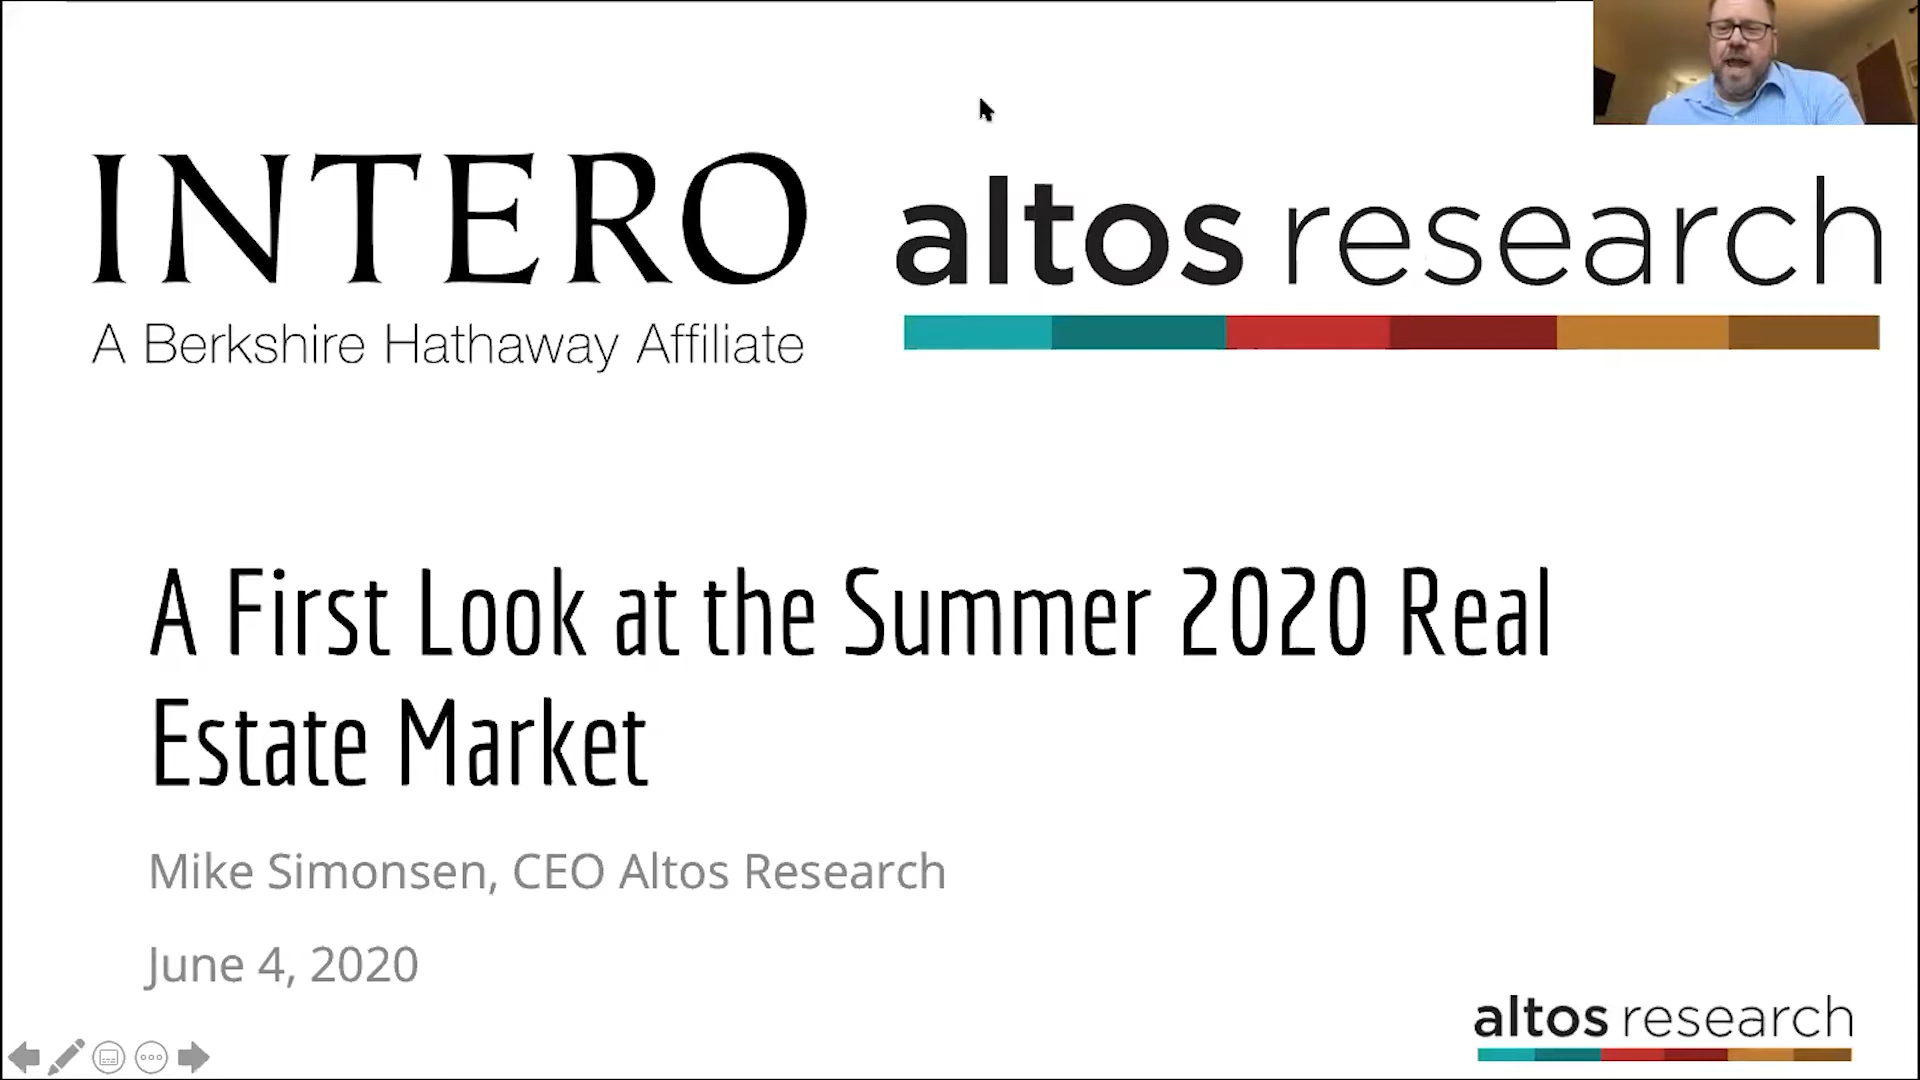 INTERO
A Berkshire Hathaway Affiliate
altos research
A First Look at the Summer 2020 Real
Estate Market
Mike Simonsen, CEO Altos Research
June 4, 2020
altos research